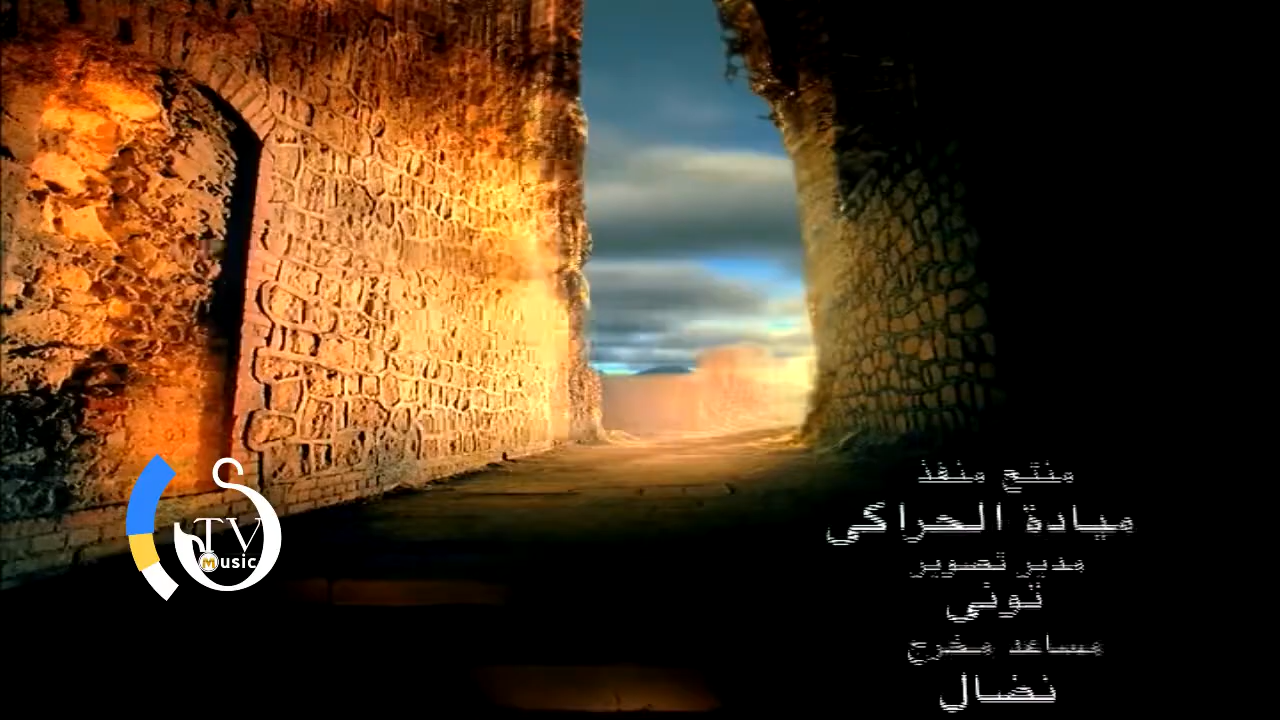 منتج منفذ
ميادة الحراكي
مدير تصوير
توني
مساعد مخرج
نضال
TV
Music